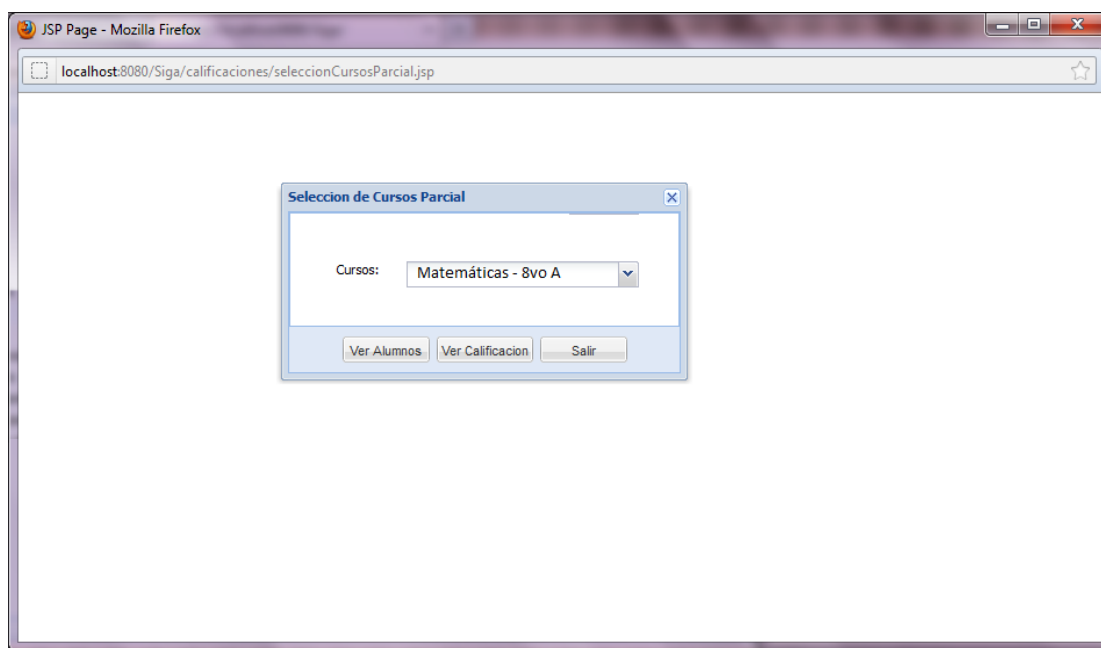 JSP Page - Mozilla Firefox
localhost:8080/Siga/calificaciones/seleccionCursosParcial.jsp
Seleccion de Cursos Parcial
Cursos: Matemáticas - 8vo A
Ver Alumnos Ver Calificacion Salir